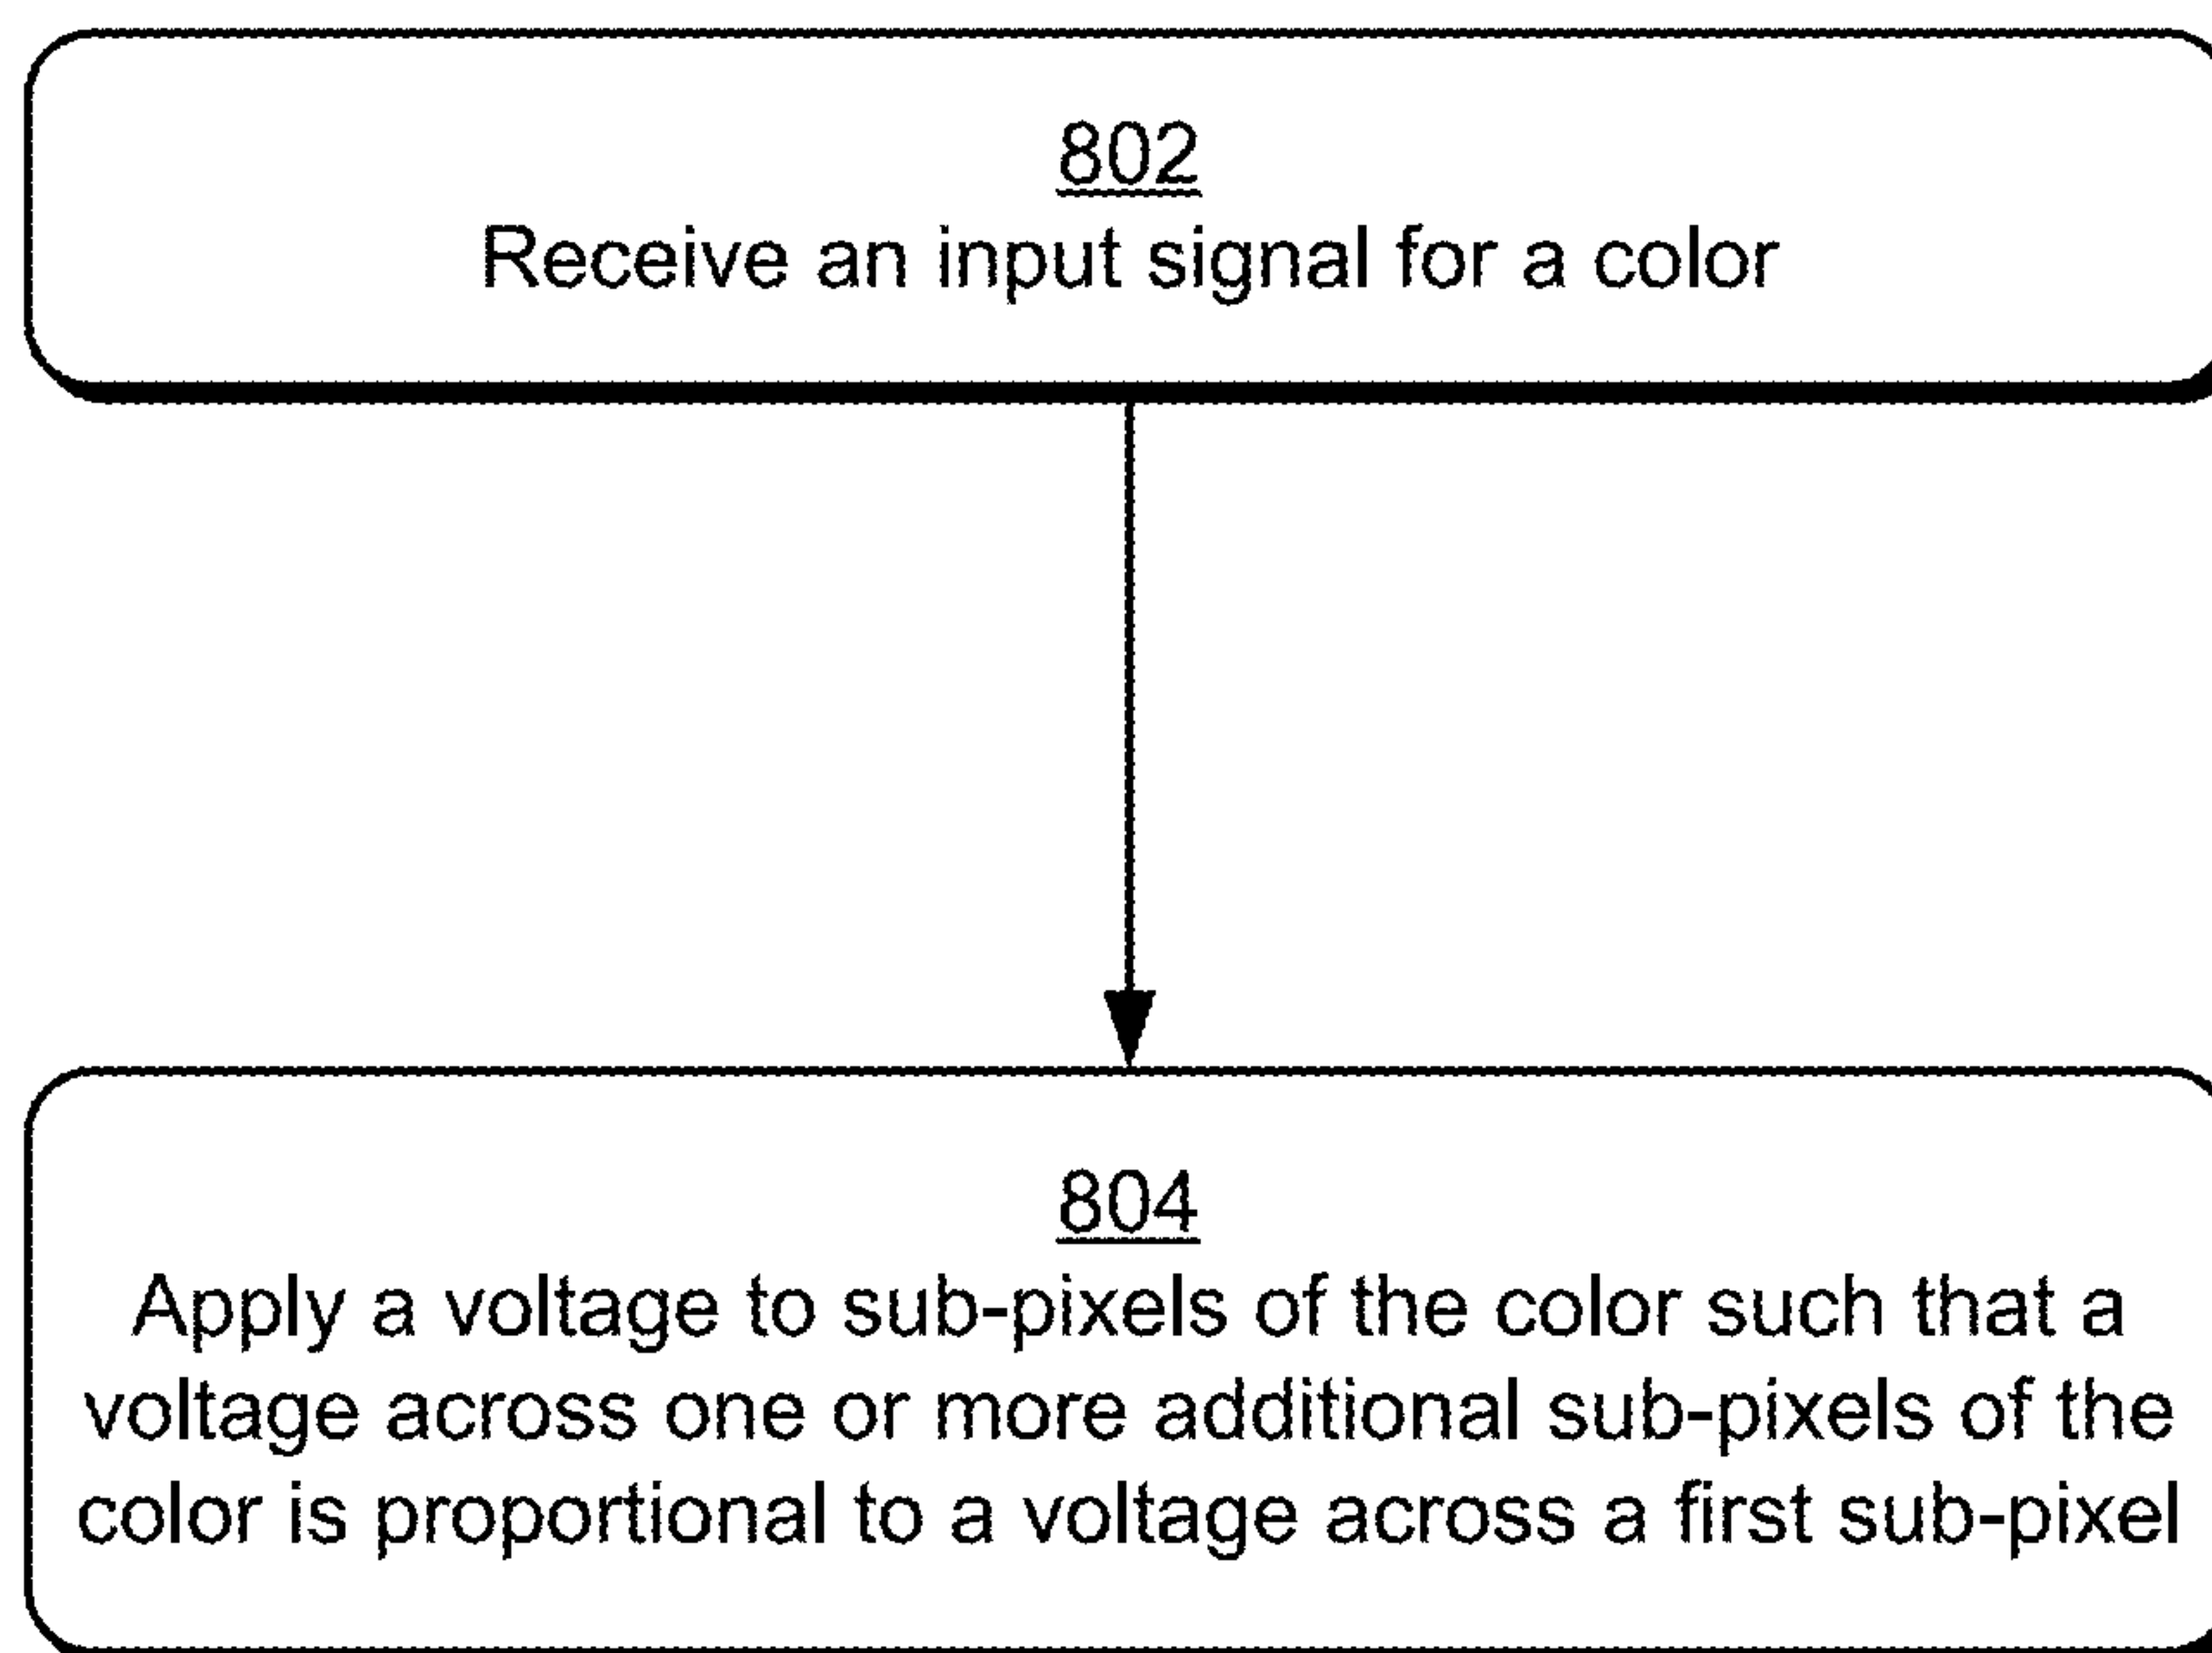 802
Receive an input signal for a color
804
Apply a voltage to sub-pixels of the color such that a
voltage across one or more additional sub-pixels of the
color is proportional to a voltage across a first sub-pixel